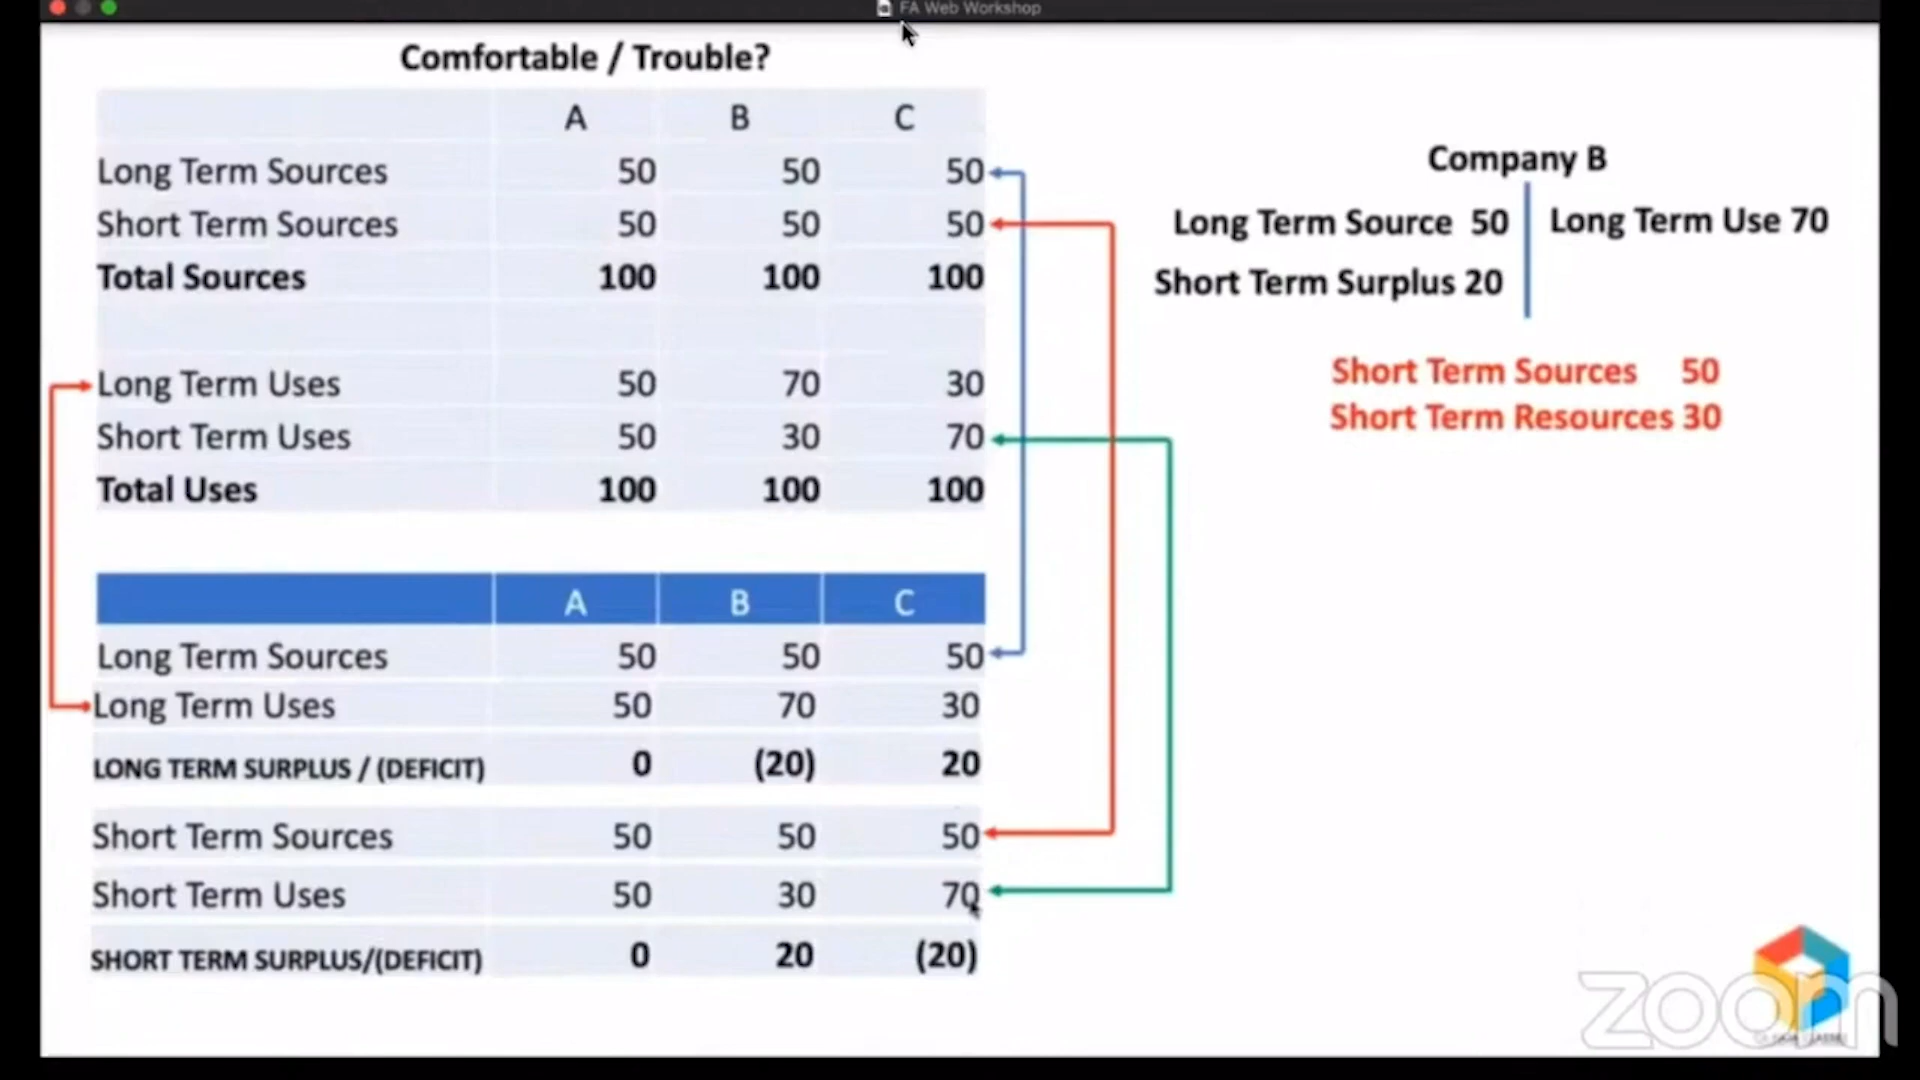 FA Web Workshop
Comfortable / Trouble?
A B C
Long Term Sources 50 50 50
Short Term Sources 50 50 50
Total Sources 100 100 100
Long Term Uses 50 70 30
Short Term Uses 50 30 70
Total Uses 100 100 100
A B C
Long Term Sources 50 50 50
Long Term Uses 50 70 30
LONG TERM SURPLUS / (DEFICIT) 0 (20) 20
Short Term Sources 50 50 50
Short Term Uses 50 30 70
SHORT TERM SURPLUS/(DEFICIT) 0 20 (20)
Company B
Long Term Source 50 Long Term Use 70
Short Term Surplus 20
Short Term Sources 50
Short Term Resources 30
zoom